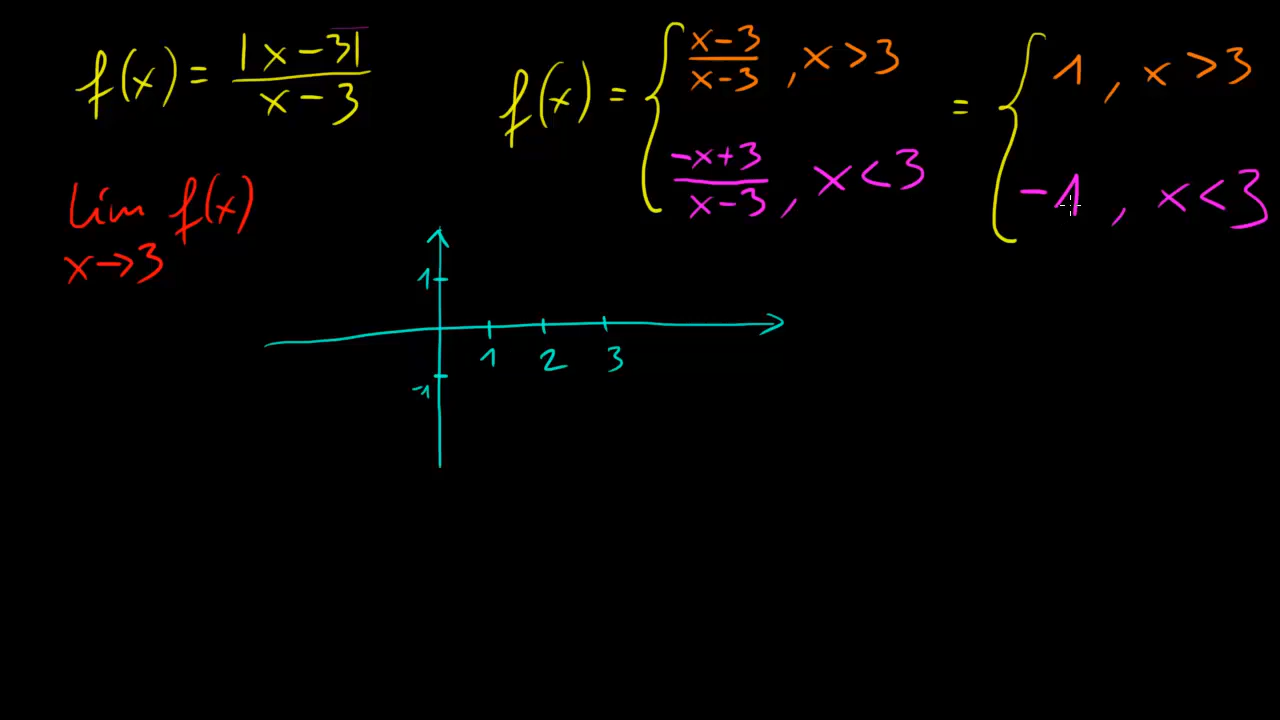 f(x) = |x-3| / x-3
f(x) = { x-3 / x-3 , x>3
-x+3 / x-3 , x<3
= { 1 , x>3
-1 , x<3
lim f(x)
x→3
1
1 2 3
-1